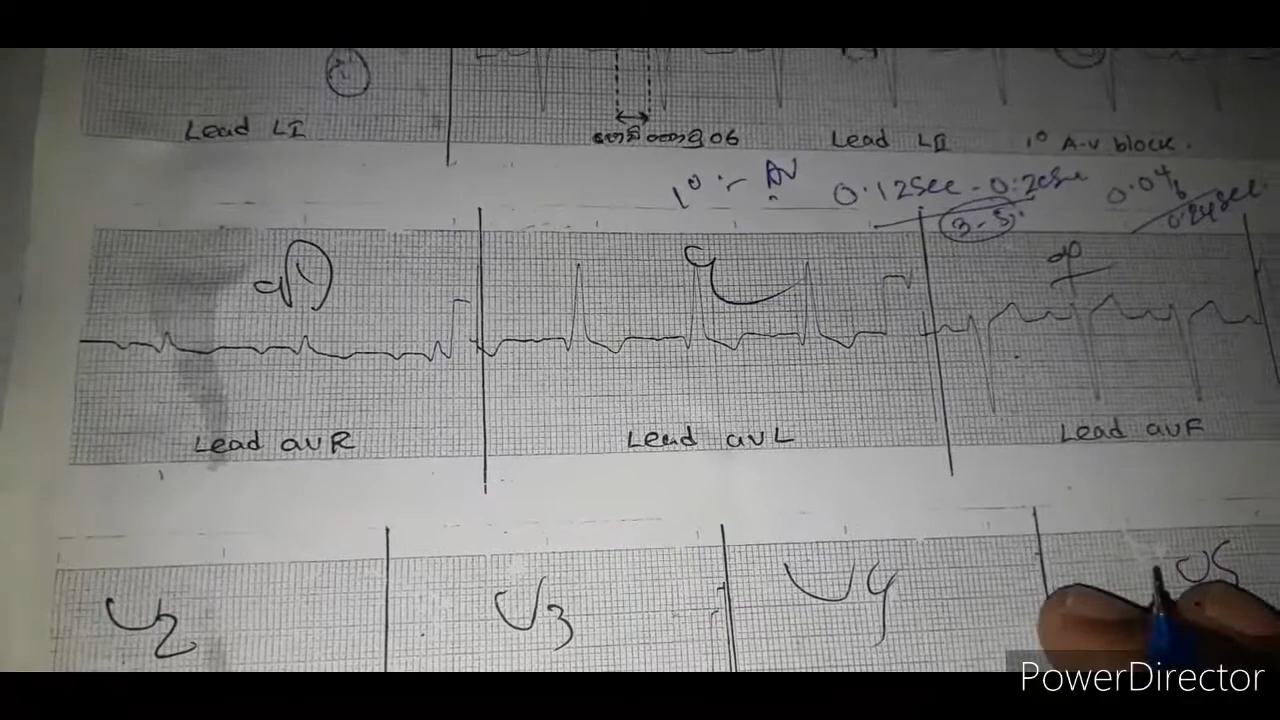 Lead LI
06
Lead LII
1° A-V block.
1° :- AV 0.12sec - 0.20sec 0.04
3-5
0.24sec.
Lead aVR
Lead aVL
Lead aVF
V2
V3
V4
V5
PowerDirector